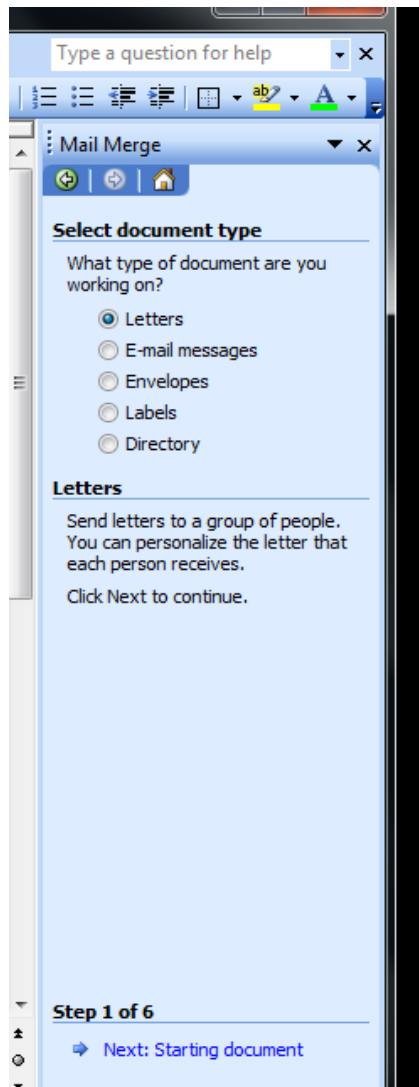 Type a question for help
Mail Merge
Select document type
What type of document are you
working on?
Letters
E-mail messages
Envelopes
Labels
Directory
Letters
Send letters to a group of people.
You can personalize the letter that
each person receives.
Click Next to continue.
Step 1 of 6
Next: Starting document